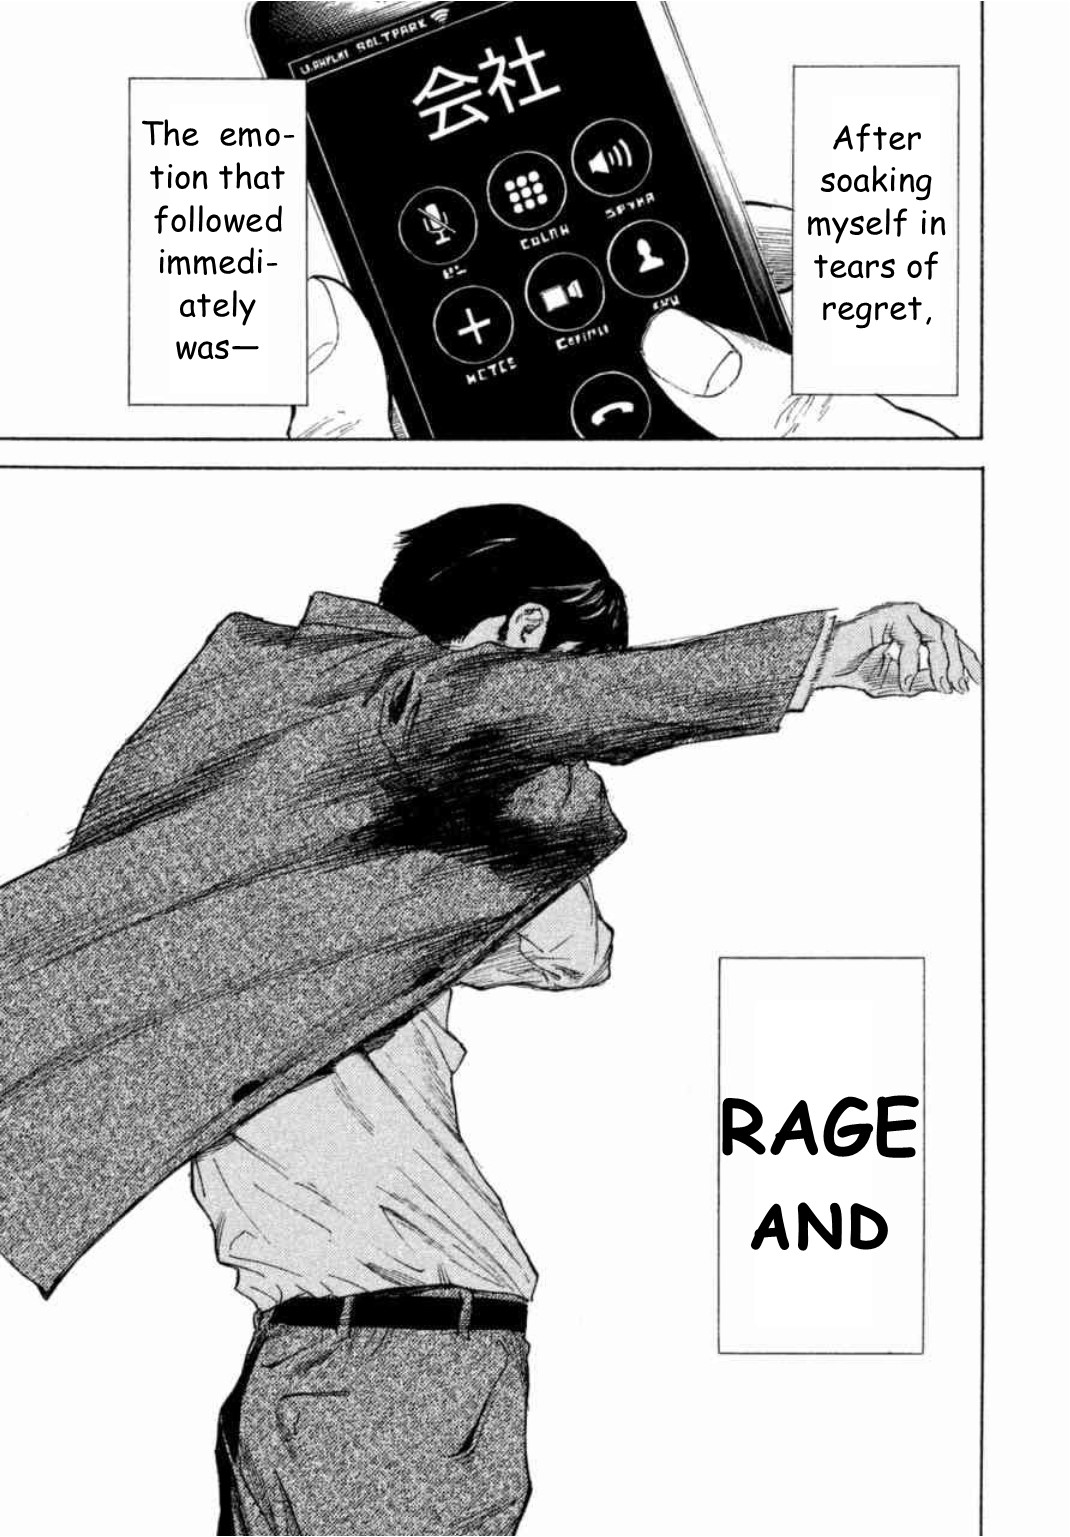 After
soaking
myself in
tears of
regret,
会社
The emo-
tion that
followed
immedi-
ately
was—
RAGE
AND